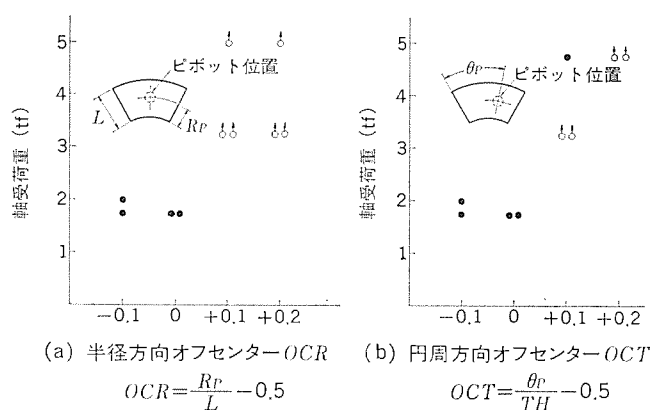 5
4
3
2
1
軸受荷重 (tf)
ピボット位置
L
RP
−0.1 0 +0.1 +0.2
(a) 半径方向オフセンターOCR
OCR=RP/L−0.5
5
4
3
2
1
軸受荷重 (tf)
θP
ピボット位置
−0.1 0 +0.1 +0.2
(b) 円周方向オフセンターOCT
OCT=θP/TH−0.5